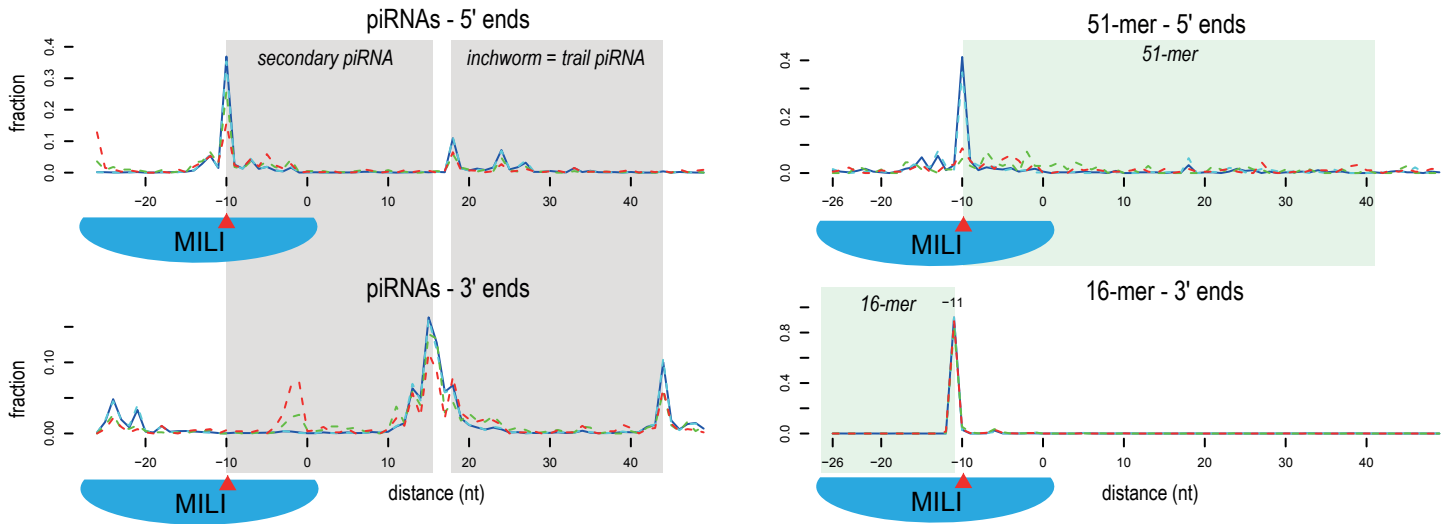 piRNAs - 5' ends
secondary piRNA
inchworm = trail piRNA
fraction
0.4
0.3
0.2
0.1
0.0
−20
−10
0
10
20
30
40
MILI
piRNAs - 3' ends
fraction
0.10
0.00
−20
−10
0
10
20
30
40
distance (nt)
MILI
51-mer - 5' ends
51-mer
0.4
0.2
0.0
−26
−20
−10
0
10
20
30
40
MILI
16-mer - 3' ends
16-mer
−11
0.8
0.4
0.0
−26
−20
−10
0
10
20
30
40
distance (nt)
MILI